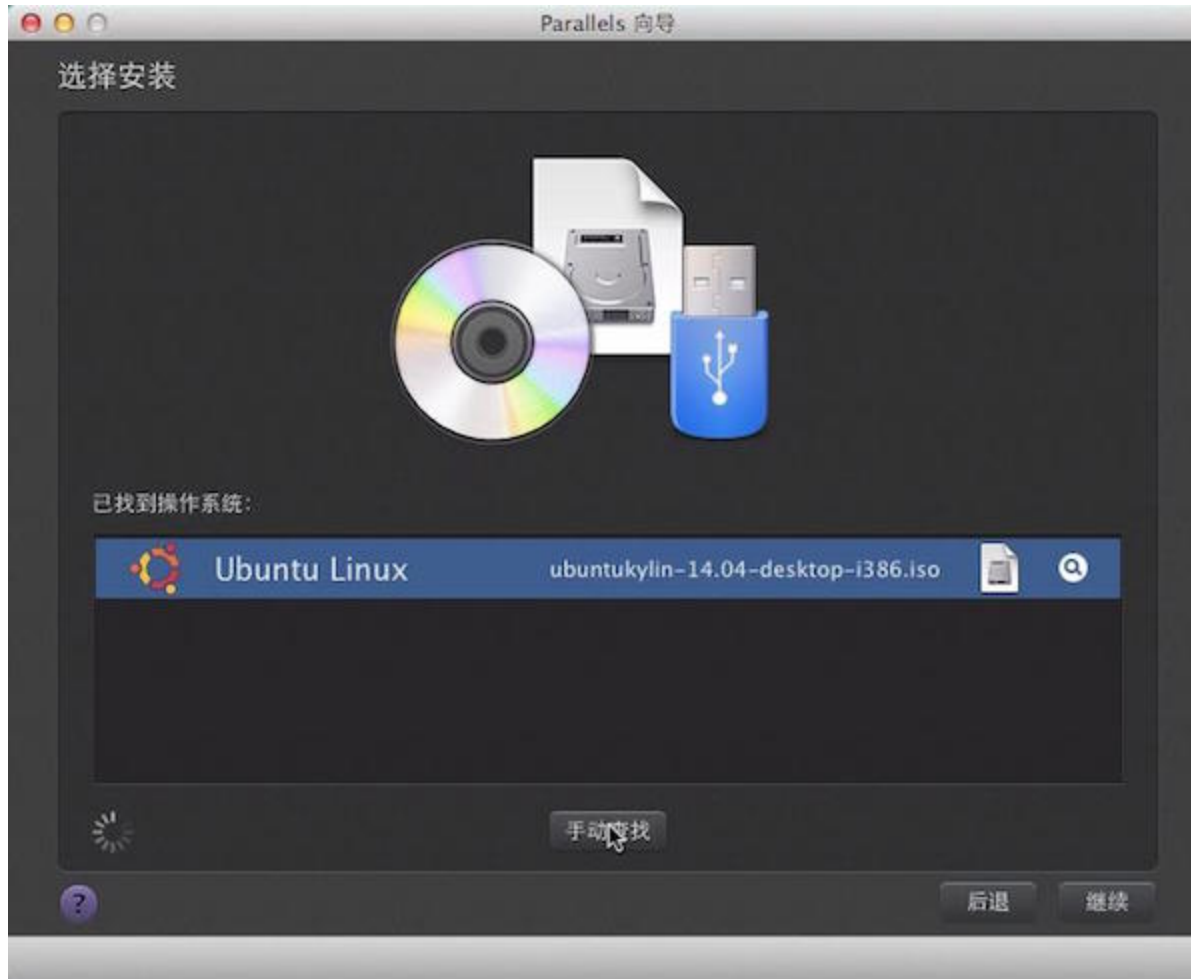 Parallels 向导
选择安装
已找到操作系统:
Ubuntu Linux ubuntukylin-14.04-desktop-i386.iso
手动查找
?
后退 继续